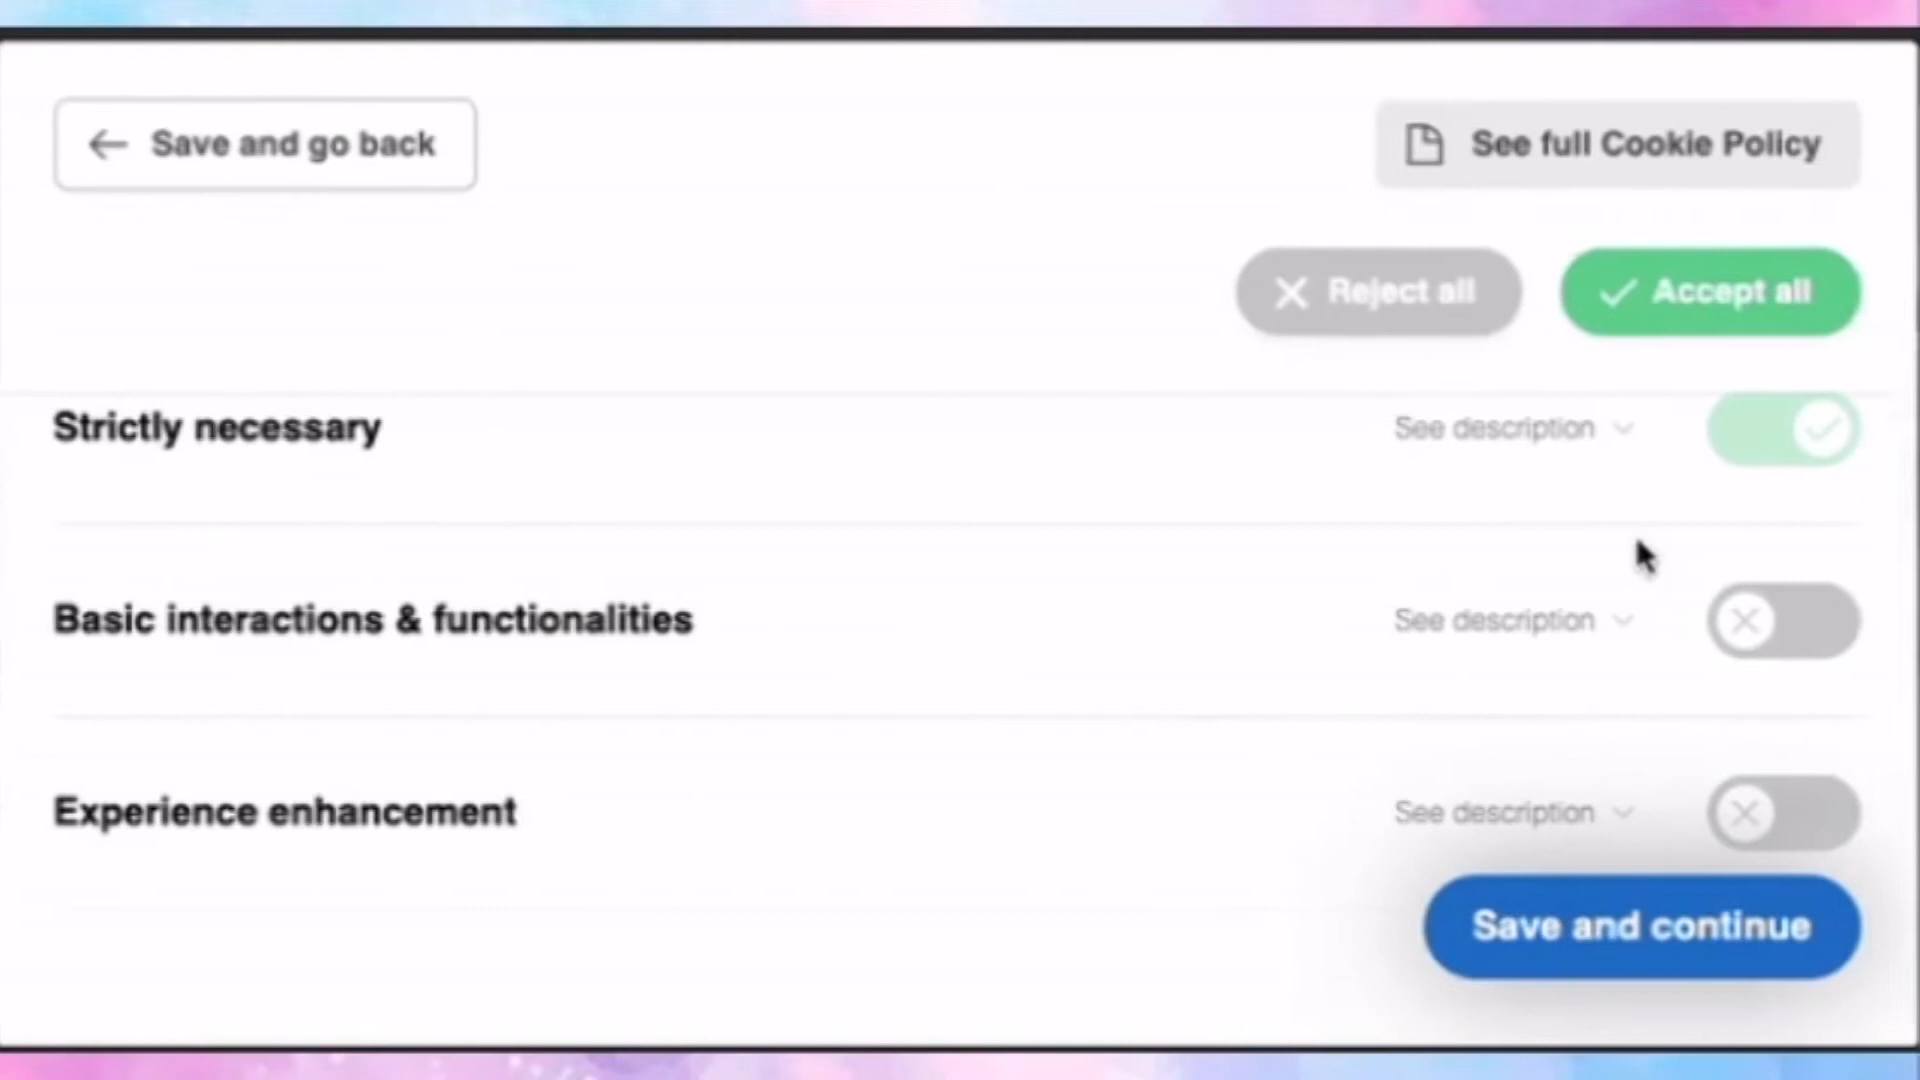 Save and go back
See full Cookie Policy
Reject all
Accept all
Strictly necessary
See description
Basic interactions & functionalities
See description
Experience enhancement
See description
Save and continue